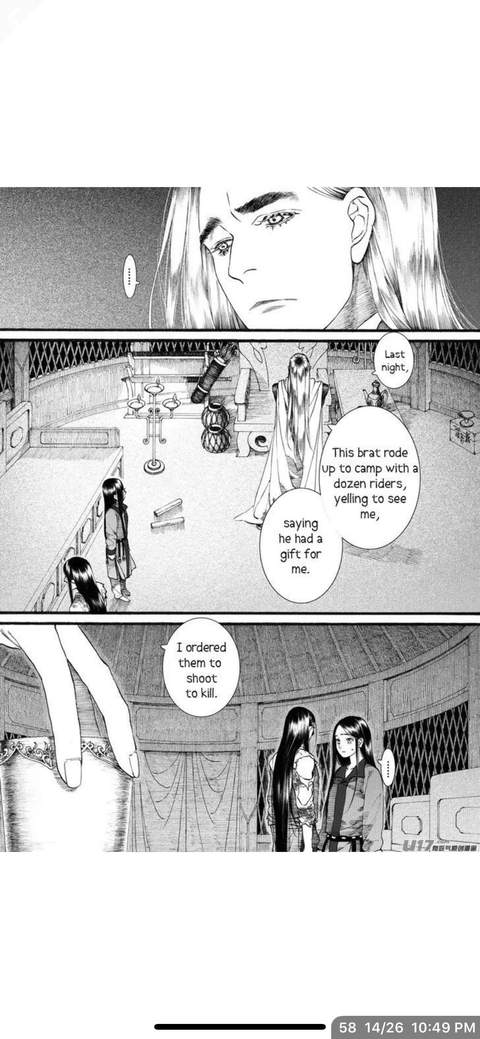 ......
Last
night,
This brat rode
up to camp with a
dozen riders,
yelling to see
me,
saying
he had a
gift for
me.
I ordered
them to
shoot
to kill.
......
U17
58 14/26 10:49 PM